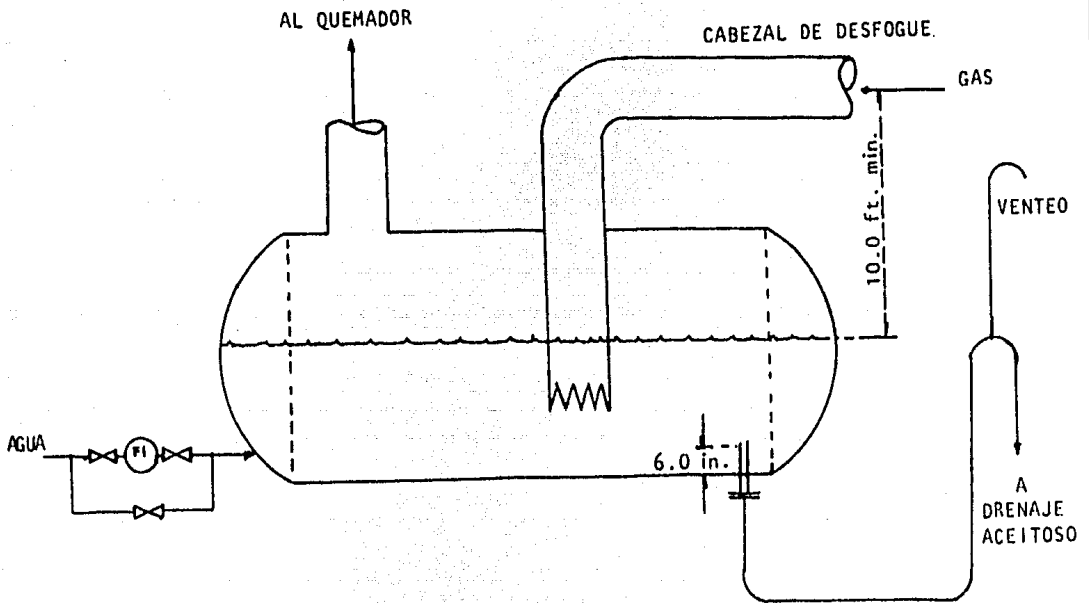 AL QUEMADOR
CABEZAL DE DESFOGUE.
GAS
10.0 ft. min.
VENTEO
AGUA
FI
6.0 in.
A
DRENAJE
ACEITOSO